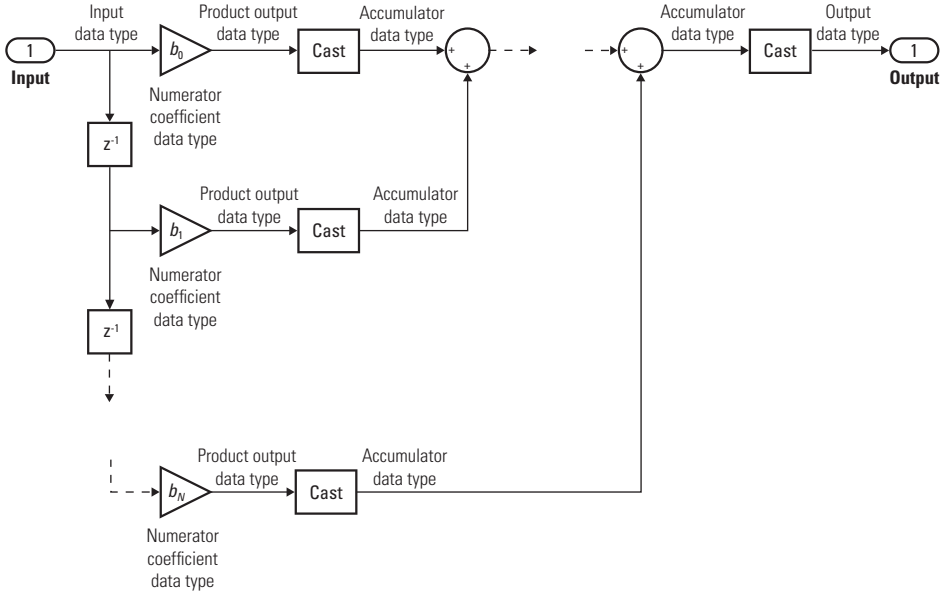 Input
data type
Product output
data type
Accumulator
data type
Accumulator
data type
Output
data type
1
b0
Cast
+
+
+
+
Cast
1
Input
Output
Numerator
coefficient
data type
z-1
Product output
data type
Accumulator
data type
b1
Cast
Numerator
coefficient
data type
z-1
Product output
data type
Accumulator
data type
bN
Cast
Numerator
coefficient
data type